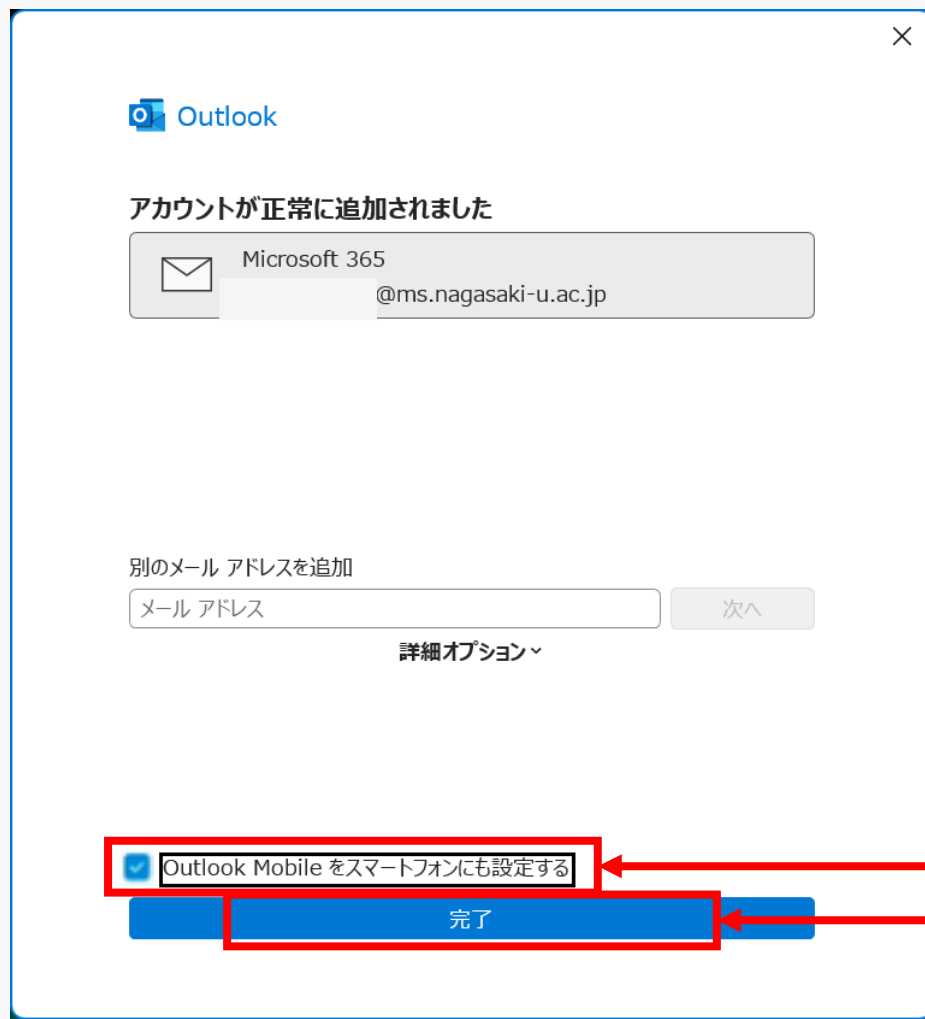 Outlook
アカウントが正常に追加されました
Microsoft 365
@ms.nagasaki-u.ac.jp
別のメール アドレスを追加
メール アドレス
次へ
詳細オプション
Outlook Mobile をスマートフォンにも設定する
完了